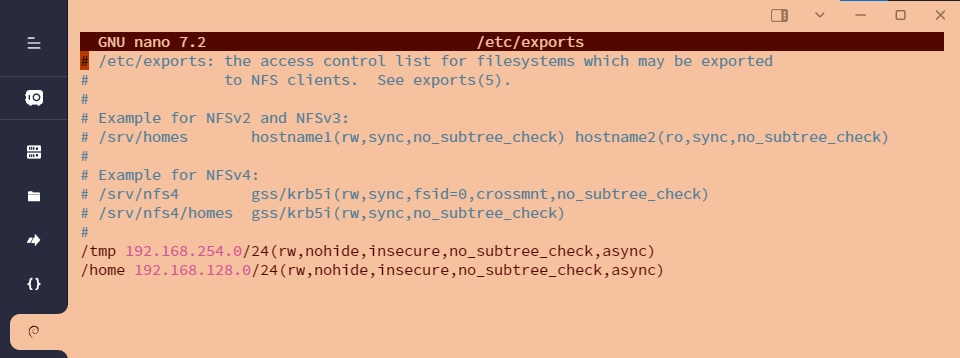 GNU nano 7.2 /etc/exports
# /etc/exports: the access control list for filesystems which may be exported
# to NFS clients. See exports(5).
#
# Example for NFSv2 and NFSv3:
# /srv/homes hostname1(rw,sync,no_subtree_check) hostname2(ro,sync,no_subtree_check)
#
# Example for NFSv4:
# /srv/nfs4 gss/krb5i(rw,sync,fsid=0,crossmnt,no_subtree_check)
# /srv/nfs4/homes gss/krb5i(rw,sync,no_subtree_check)
#
/tmp 192.168.254.0/24(rw,nohide,insecure,no_subtree_check,async)
/home 192.168.128.0/24(rw,nohide,insecure,no_subtree_check,async)